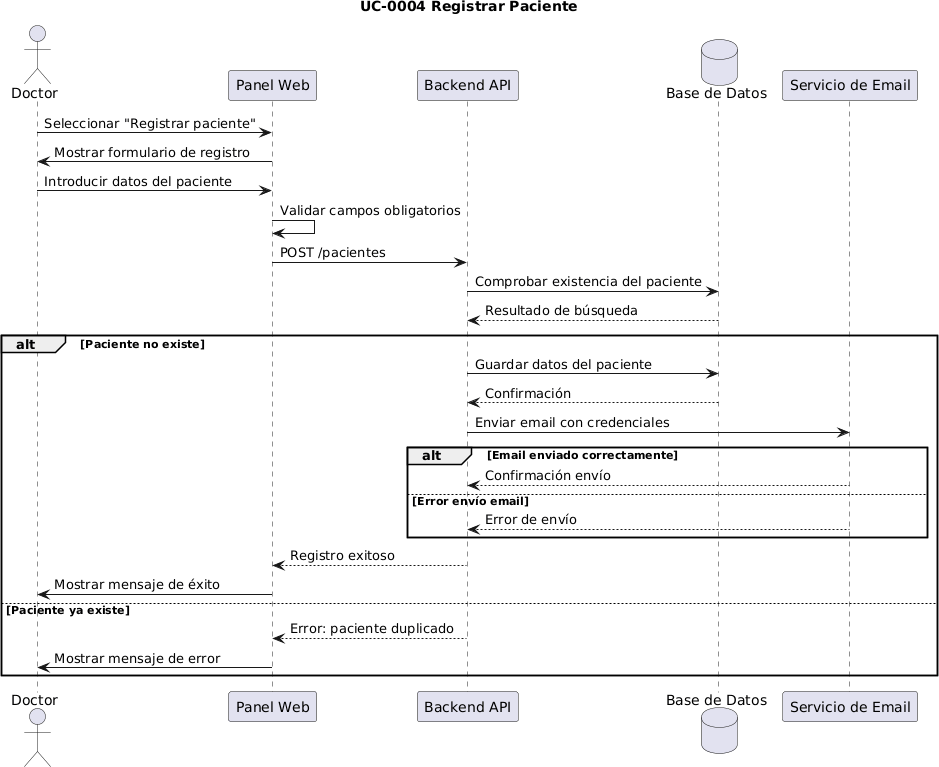 UC-0004 Registrar Paciente
Doctor
Panel Web
Backend API
Base de Datos
Servicio de Email
Seleccionar "Registrar paciente"
Mostrar formulario de registro
Introducir datos del paciente
Validar campos obligatorios
POST /pacientes
Comprobar existencia del paciente
Resultado de búsqueda
alt [Paciente no existe]
Guardar datos del paciente
Confirmación
Enviar email con credenciales
alt [Email enviado correctamente]
Confirmación envío
[Error envío email]
Error de envío
Registro exitoso
Mostrar mensaje de éxito
[Paciente ya existe]
Error: paciente duplicado
Mostrar mensaje de error
Doctor
Panel Web
Backend API
Base de Datos
Servicio de Email